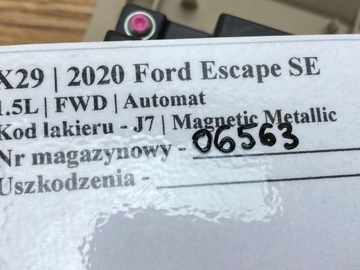 X29 | 2020 Ford Escape SE
1.5L | FWD | Automat
Kod lakieru - J7 | Magnetic Metallic
Nr magazynowy - 06563
Uszkodzenia -